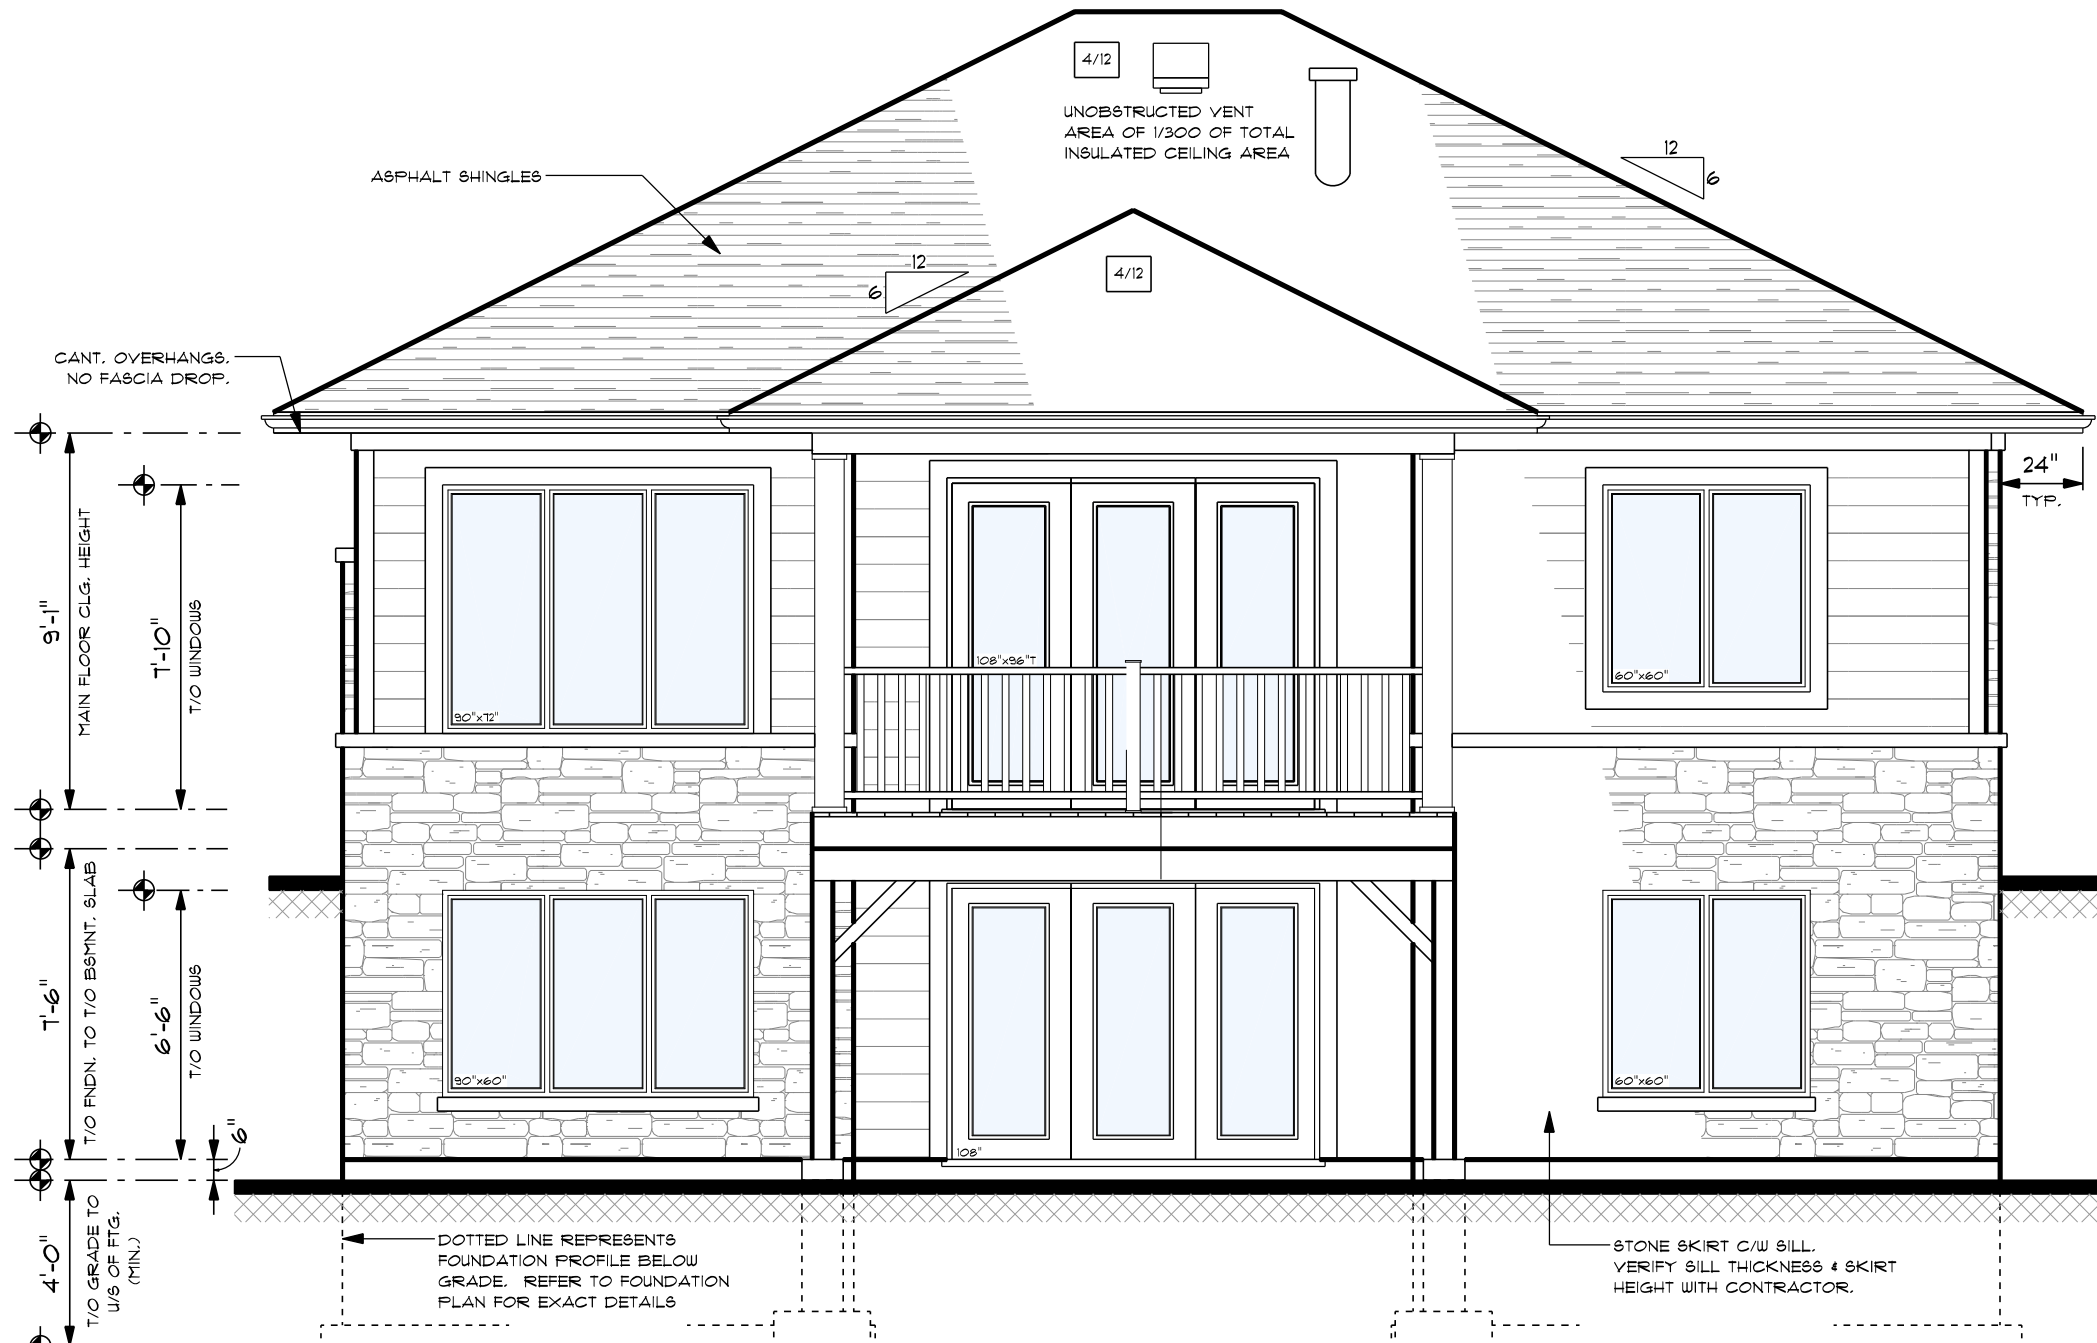 4/12
UNOBSTRUCTED VENT
AREA OF 1/300 OF TOTAL
INSULATED CEILING AREA
12
6
ASPHALT SHINGLES
12
6
4/12
CANT. OVERHANGS.
NO FASCIA DROP.
24"
TYP.
9'-1"
MAIN FLOOR CLG. HEIGHT
7'-10"
T/O WINDOWS
108"x96"T
60"x60"
90"x72"
7'-6"
T/O FNDN. TO T/O BSMNT. SLAB
6'-6"
T/O WINDOWS
90"x60"
60"x60"
6"
108"
4'-0"
T/O GRADE TO
U/S OF FTG.
(MIN.)
DOTTED LINE REPRESENTS
FOUNDATION PROFILE BELOW
GRADE. REFER TO FOUNDATION
PLAN FOR EXACT DETAILS
STONE SKIRT C/W SILL.
VERIFY SILL THICKNESS & SKIRT
HEIGHT WITH CONTRACTOR.